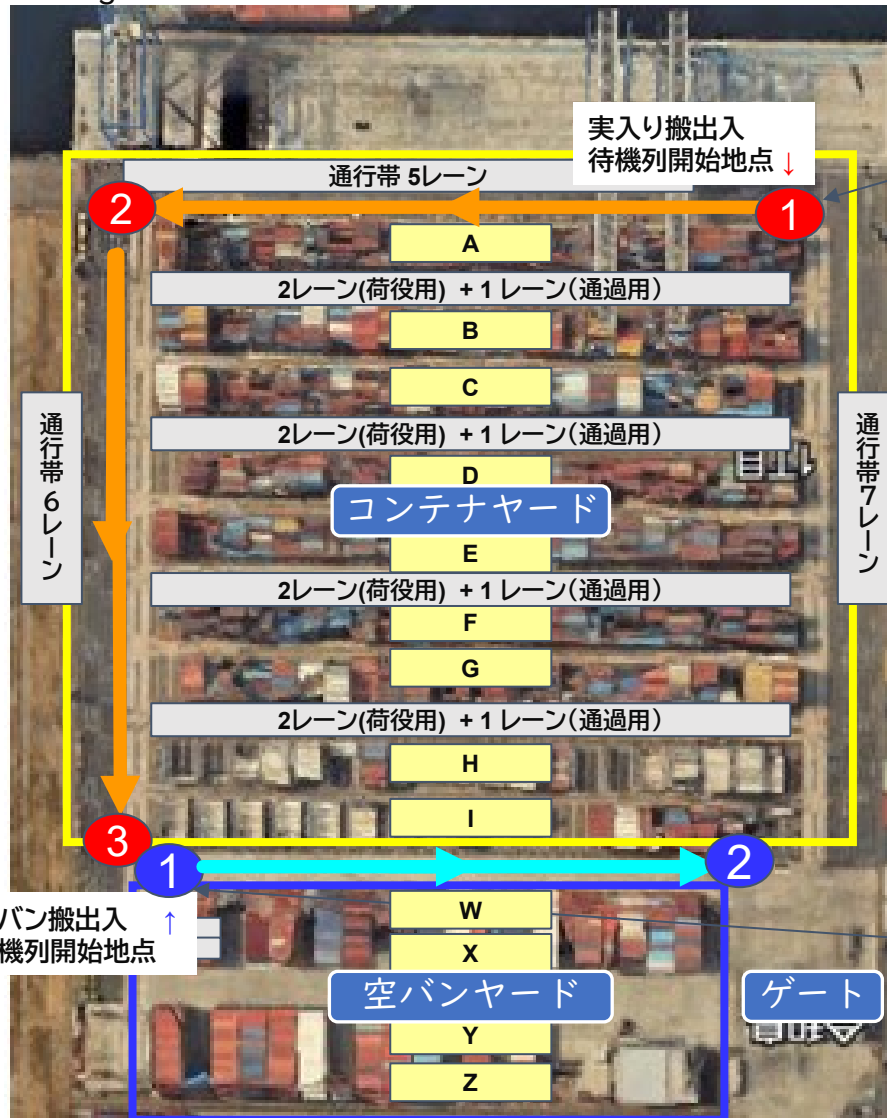 実入り搬出入
待機列開始地点 ↓
通行帯 5レーン
2
1
A
2レーン(荷役用) + 1 レーン(通過用)
B
C
2レーン(荷役用) + 1 レーン(通過用)
通行帯 6レーン
通行帯 7レーン
D
コンテナヤード
E
2レーン(荷役用) + 1 レーン(通過用)
F
G
2レーン(荷役用) + 1 レーン(通過用)
H
I
3
1
2
バン搬出入 ↑
機列開始地点
W
X
空バンヤード
ゲート
Y
Z